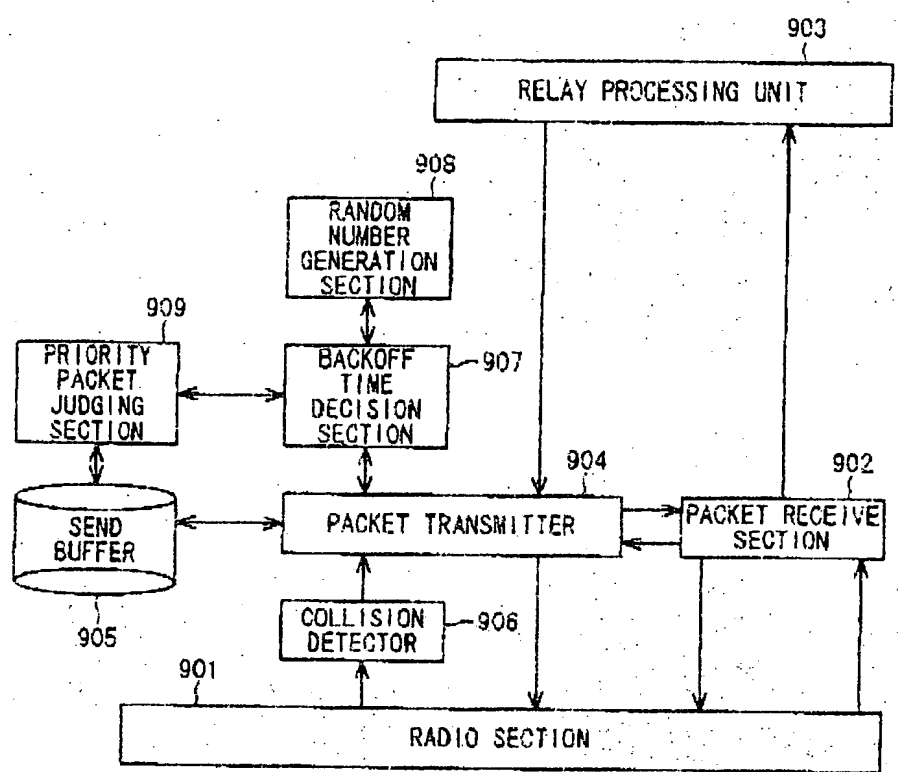 903
RELAY PROCESSING UNIT
908
RANDOM
NUMBER
GENERATION
SECTION
909
PRIORITY
PACKET
JUDGING
SECTION
BACKOFF
TIME
DECISION
SECTION
907
904
902
SEND
BUFFER
PACKET TRANSMITTER
PACKET RECEIVE
SECTION
905
COLLISION
DETECTOR
906
901
RADIO SECTION